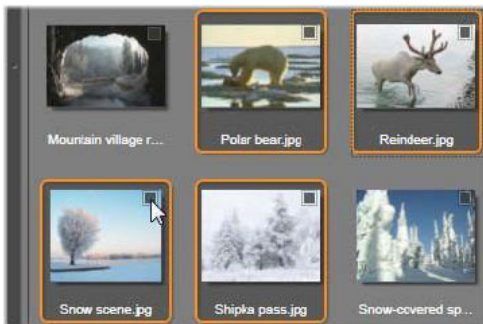 Mountain village r...
Polar bear.jpg
Reindeer.jpg
Snow scene.jpg
Shipka pass.jpg
Snow-covered sp...